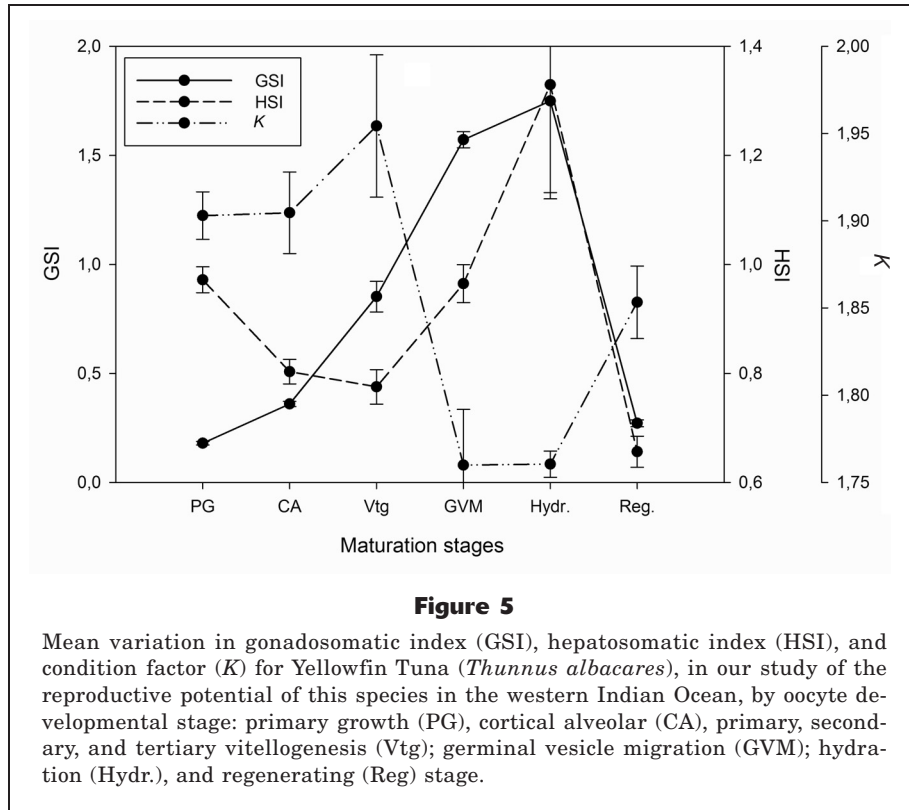 2,0
1,5
1,0
0,5
0,0
GSI
GSI
HSI
K
1,4
1,2
1,0
0,8
0,6
HSI
2,00
1,95
1,90
1,85
1,80
1,75
K
PG CA Vtg GVM Hydr. Reg.
Maturation stages
Figure 5
Mean variation in gonadosomatic index (GSI), hepatosomatic index (HSI), and
condition factor (K) for Yellowfin Tuna (Thunnus albacares), in our study of the
reproductive potential of this species in the western Indian Ocean, by oocyte de-
velopmental stage: primary growth (PG), cortical alveolar (CA), primary, second-
ary, and tertiary vitellogenesis (Vtg); germinal vesicle migration (GVM); hydra-
tion (Hydr.), and regenerating (Reg) stage.